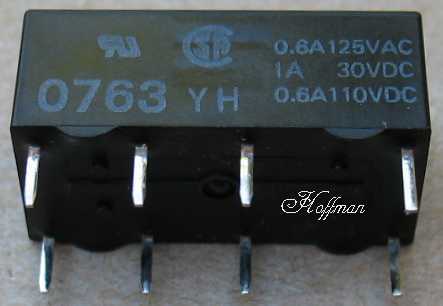 0.6A125VAC
1A 30VDC
0763 YH 0.6A110VDC
Hoffman